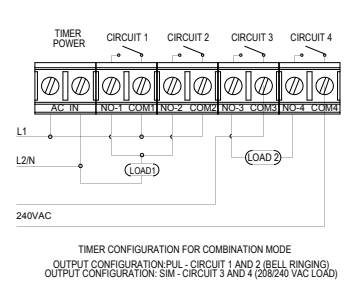 TIMER
POWER
CIRCUIT 1
CIRCUIT 2
CIRCUIT 3
CIRCUIT 4
AC IN
NO-1 COM1
NO-2 COM2
NO-3 COM3
NO-4 COM4
L1
L2/N
LOAD1
LOAD 2
240VAC
TIMER CONFIGURATION FOR COMBINATION MODE
OUTPUT CONFIGURATION:PUL - CIRCUIT 1 AND 2 (BELL RINGING)
OUTPUT CONFIGURATION: SIM - CIRCUIT 3 AND 4 (208/240 VAC LOAD)